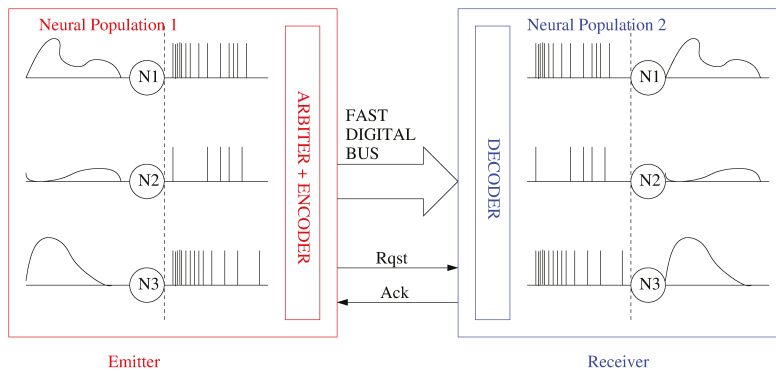 Neural Population 1
Neural Population 2
N1
N1
FAST
DIGITAL
BUS
ARBITER + ENCODER
DECODER
N2
N2
Rqst
N3
N3
Ack
Emitter
Receiver